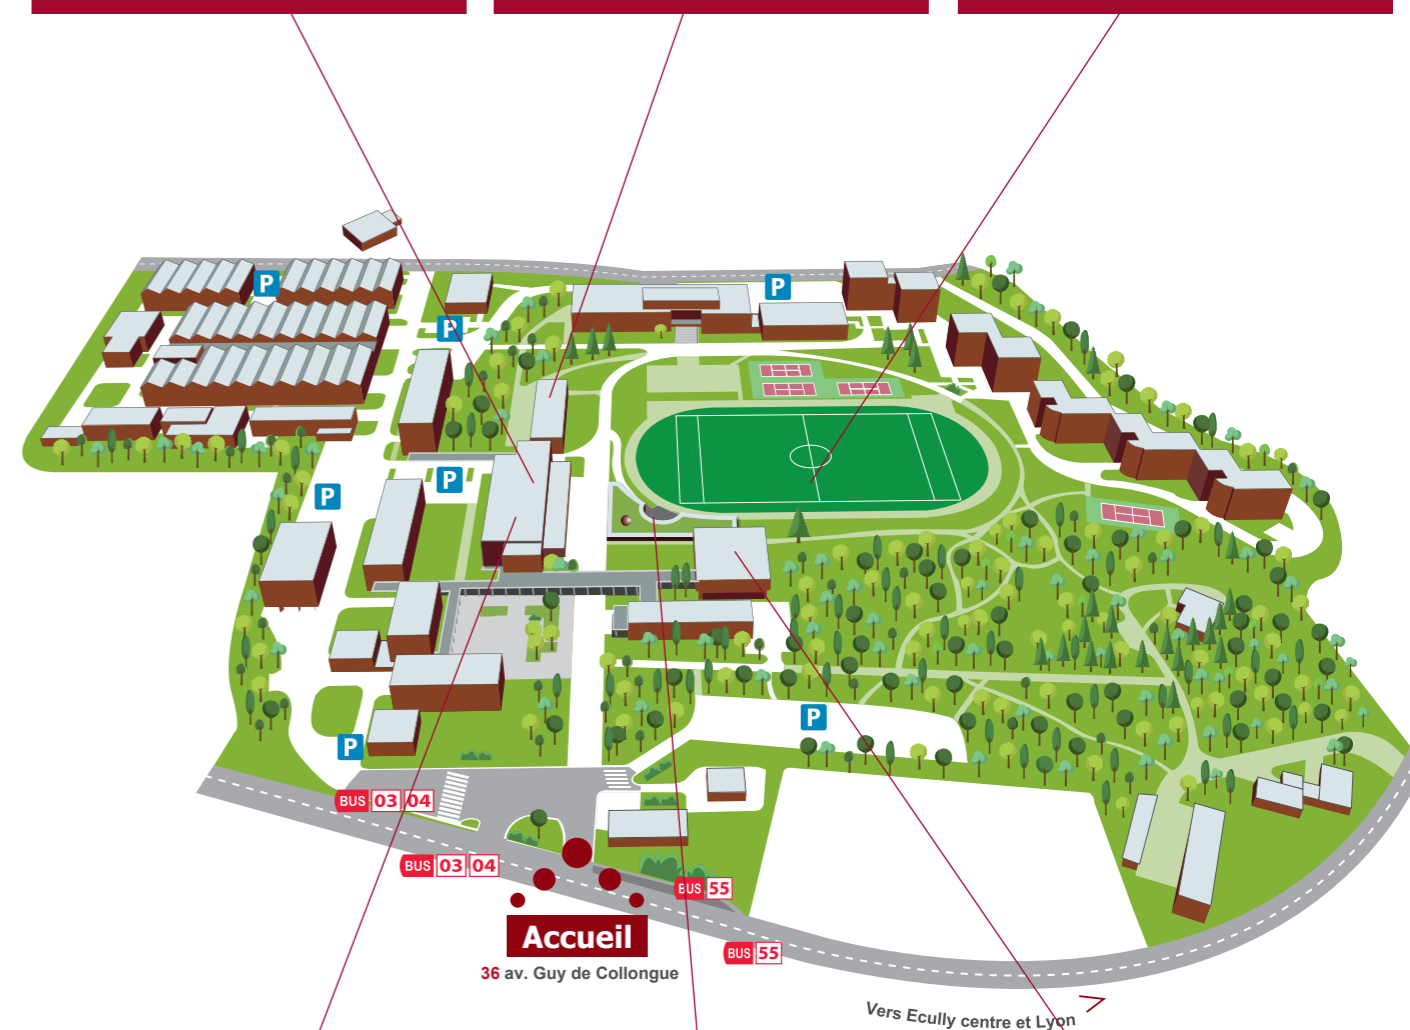 P
P
P
P
P
P
P
BUS 03 04
BUS 03 04
BUS 55
BUS 55
Accueil
36 av. Guy de Collongue
Vers Ecully centre et Lyon